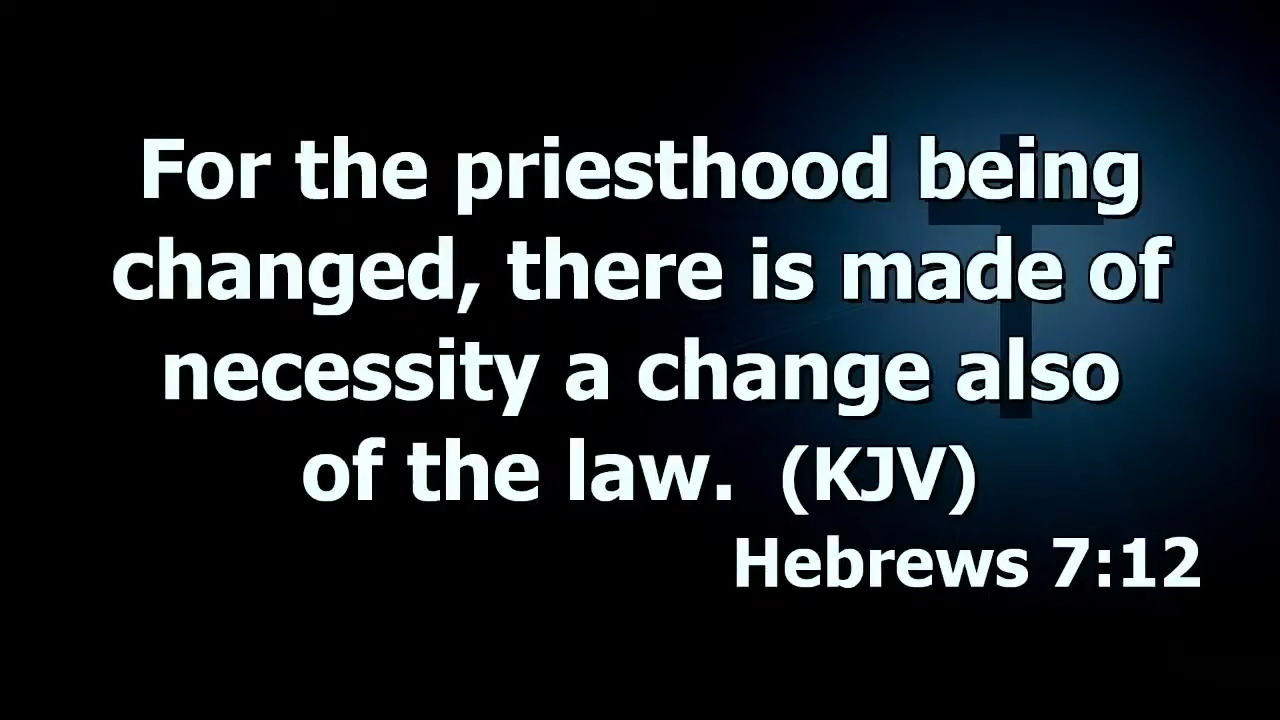 For the priesthood being
changed, there is made of
necessity a change also
of the law. (KJV)
Hebrews 7:12